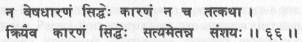 न वेषधारणं सिद्धेः कारणं न च तत्कथा ।
क्रियैव कारणं सिद्धेः सत्यमेतन्न संशयः ॥ ६६ ॥